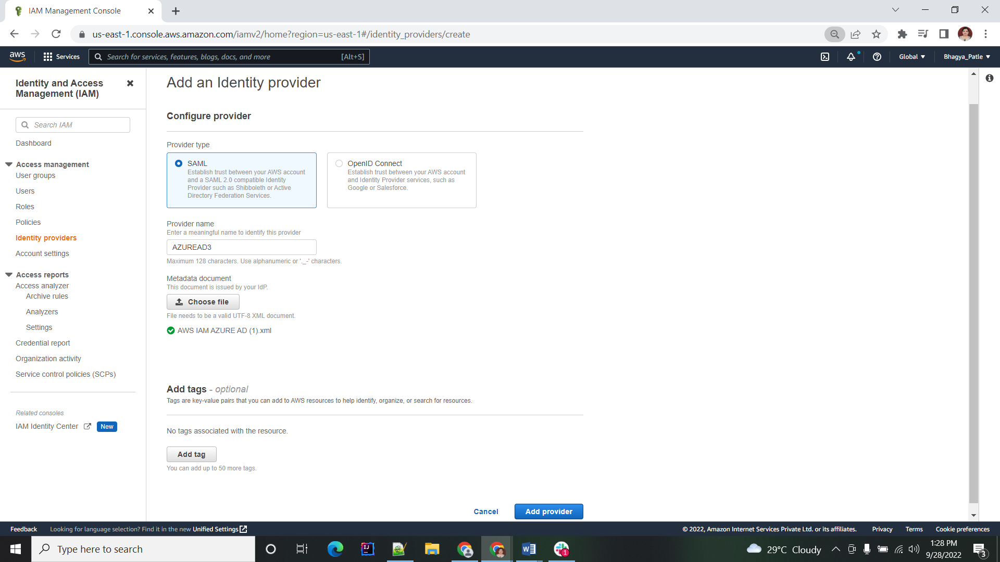 IAM Management Console
us-east-1.console.aws.amazon.com/iamv2/home?region=us-east-1#/identity_providers/create
aws
Services
Search for services, features, blogs, docs, and more
[Alt+S]
Global
Bhagya_Patle
Identity and Access
Management (IAM)
Search IAM
Dashboard
Access management
User groups
Users
Roles
Policies
Identity providers
Account settings
Access reports
Access analyzer
Archive rules
Analyzers
Settings
Credential report
Organization activity
Service control policies (SCPs)
Related consoles
IAM Identity Center
New
Add an Identity provider
Configure provider
Provider type
SAML
Establish trust between your AWS account
and a SAML 2.0 compatible Identity
Provider such as Shibboleth or Active
Directory Federation Services.
OpenID Connect
Establish trust between your AWS account
and Identity Provider services, such as
Google or Salesforce.
Provider name
Enter a meaningful name to identify this provider
AZUREAD3
Maximum 128 characters. Use alphanumeric or '._-' characters.
Metadata document
This document is issued by your IdP.
Choose file
File needs to be a valid UTF-8 XML document.
AWS IAM AZURE AD (1).xml
Add tags - optional
Tags are key-value pairs that you can add to AWS resources to help identify, organize, or search for resources.
No tags associated with the resource.
Add tag
You can add up to 50 more tags.
Cancel
Add provider
Feedback
Looking for language selection? Find it in the new Unified Settings
© 2022, Amazon Internet Services Private Ltd. or its affiliates.
Privacy
Terms
Cookie preferences
Type here to search
IJ
W
1
29°C Cloudy
1:28 PM
9/28/2022
3